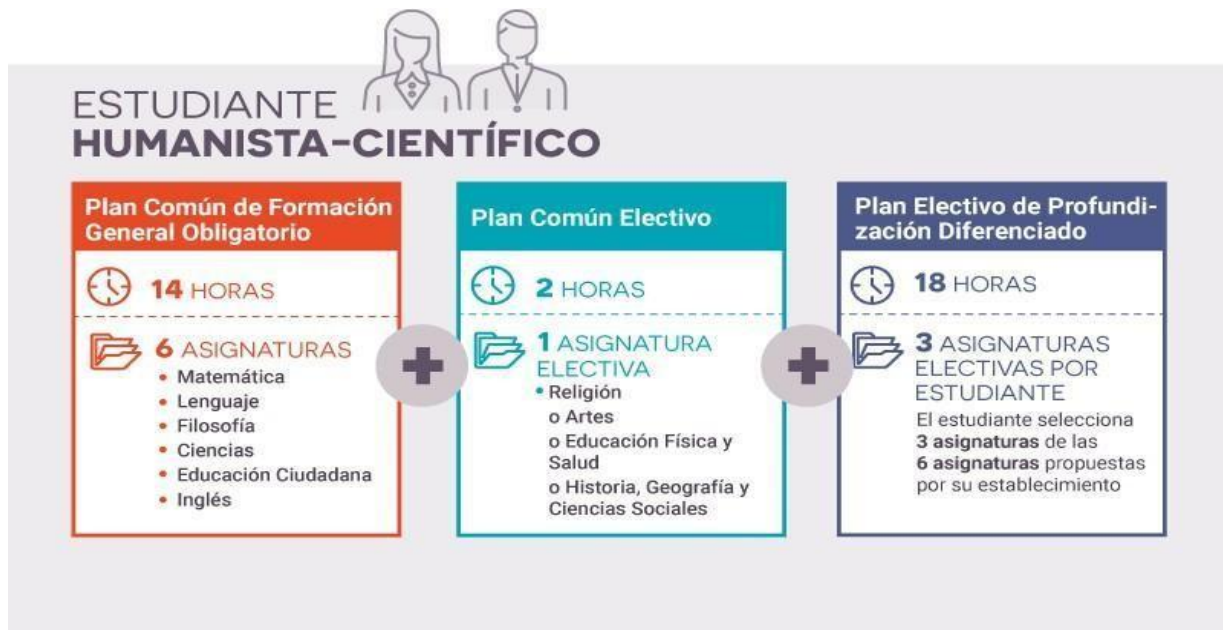 ESTUDIANTE
HUMANISTA-CIENTÍFICO
Plan Común de Formación
General Obligatorio
14 HORAS
6 ASIGNATURAS
• Matemática
• Lenguaje
• Filosofía
• Ciencias
• Educación Ciudadana
• Inglés
+
Plan Común Electivo
2 HORAS
1 ASIGNATURA
ELECTIVA
• Religión
o Artes
o Educación Física y
Salud
o Historia, Geografía y
Ciencias Sociales
+
Plan Electivo de Profundi-
zación Diferenciado
18 HORAS
3 ASIGNATURAS
ELECTIVAS POR
ESTUDIANTE
El estudiante selecciona
3 asignaturas de las
6 asignaturas propuestas
por su establecimiento